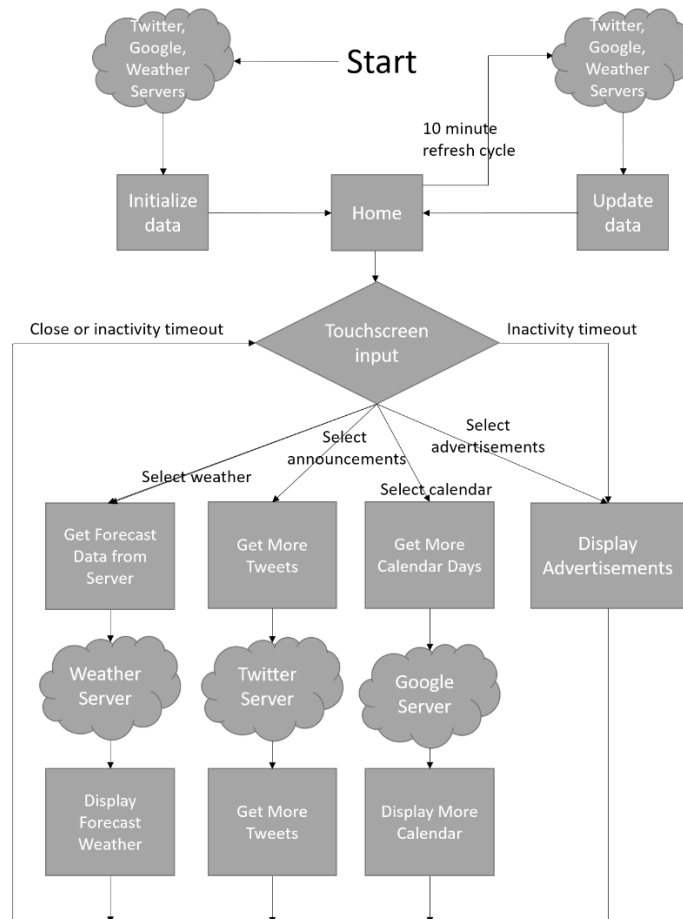 Twitter,
Google,
Weather
Servers
Start
Twitter,
Google,
Weather
Servers
10 minute
refresh cycle
Initialize
data
Home
Update
data
Close or inactivity timeout
Touchscreen
input
Inactivity timeout
Select weather
Select
announcements
Select calendar
Select
advertisements
Get Forecast
Data from
Server
Get More
Tweets
Get More
Calendar Days
Display
Advertisements
Weather
Server
Twitter
Server
Google
Server
Display
Forecast
Weather
Get More
Tweets
Display More
Calendar